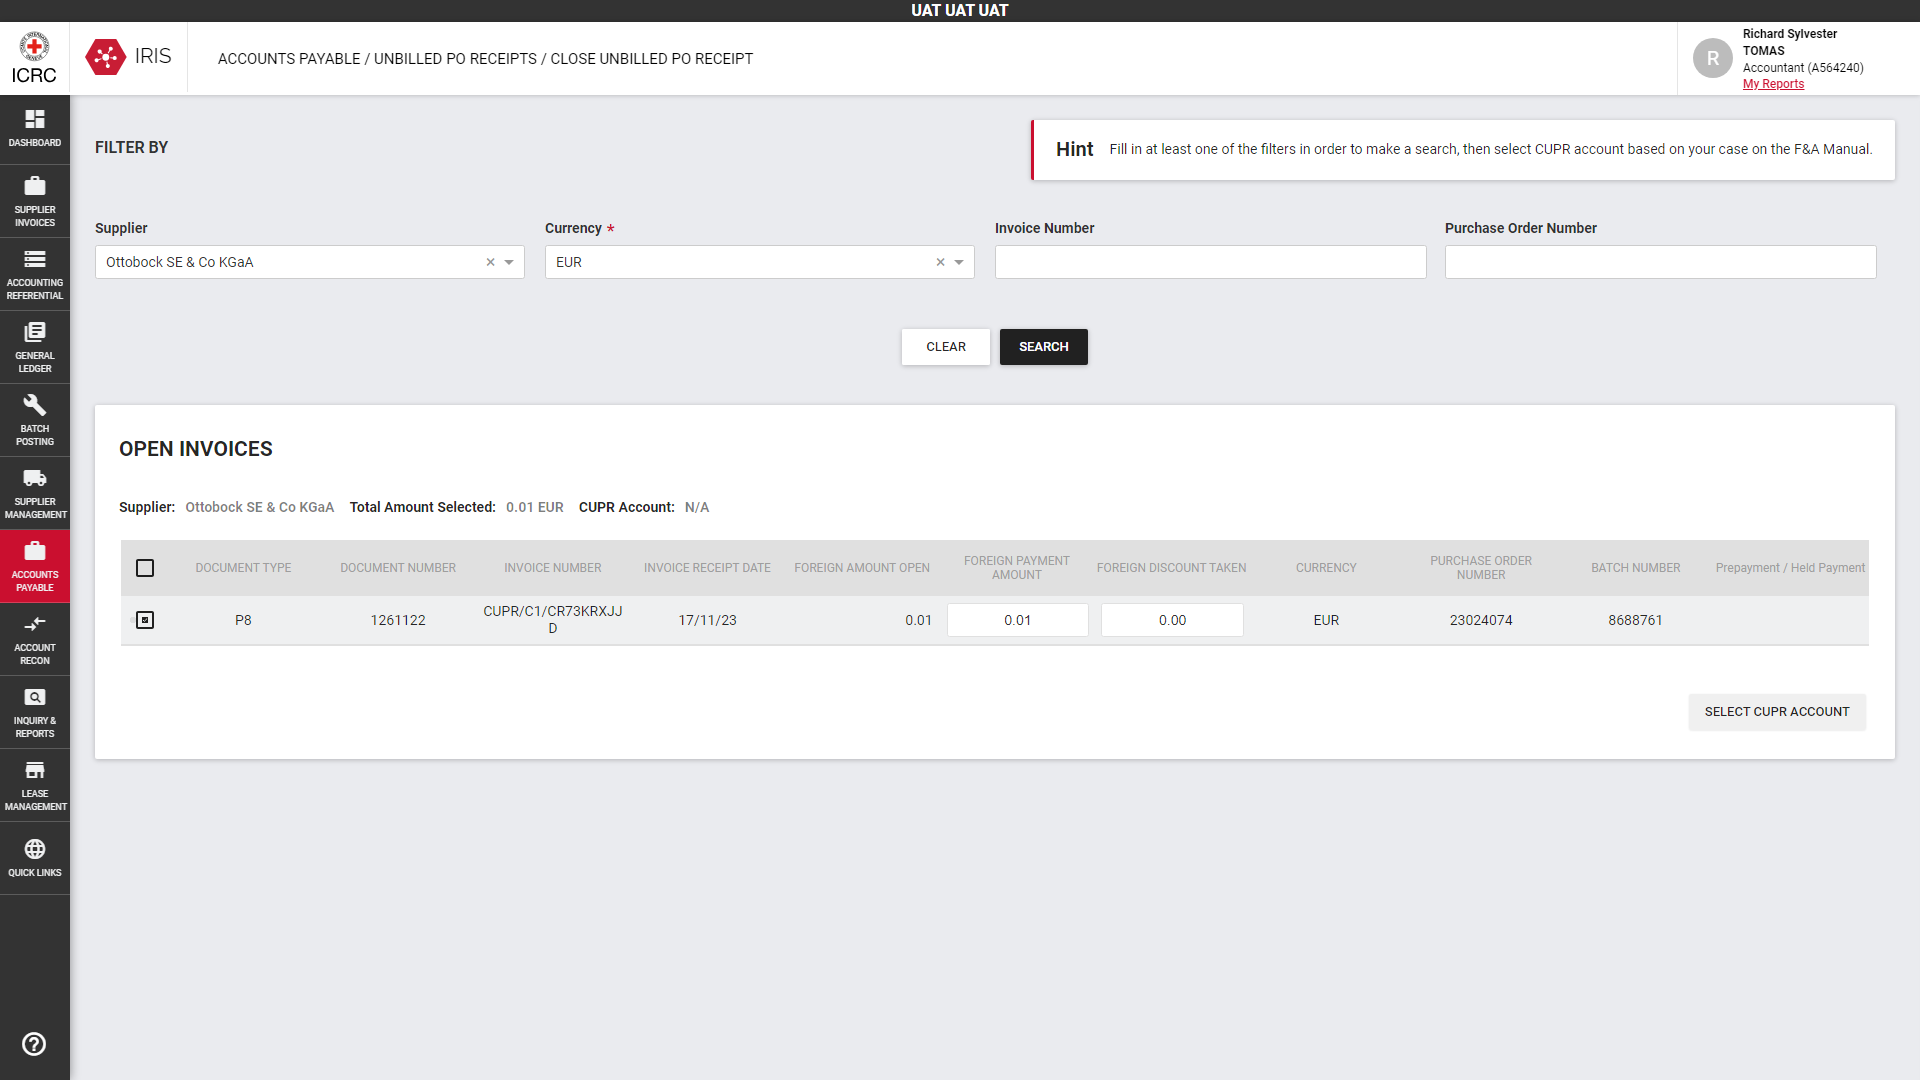 UAT UAT UAT
ICRC
IRIS
ACCOUNTS PAYABLE / UNBILLED PO RECEIPTS / CLOSE UNBILLED PO RECEIPT
R
Richard Sylvester
TOMAS
Accountant (A564240)
My Reports
DASHBOARD
SUPPLIER
INVOICES
ACCOUNTING
REFERENTIAL
GENERAL
LEDGER
BATCH
POSTING
SUPPLIER
MANAGEMENT
ACCOUNTS
PAYABLE
ACCOUNT
RECON
INQUIRY &
REPORTS
LEASE
MANAGEMENT
QUICK LINKS
FILTER BY
Hint Fill in at least one of the filters in order to make a search, then select CUPR account based on your case on the F&A Manual.
Supplier
Currency *
Invoice Number
Purchase Order Number
Ottobock SE & Co KGaA
EUR
CLEAR
SEARCH
OPEN INVOICES
Supplier: Ottobock SE & Co KGaA Total Amount Selected: 0.01 EUR CUPR Account: N/A
DOCUMENT TYPE
DOCUMENT NUMBER
INVOICE NUMBER
INVOICE RECEIPT DATE
FOREIGN AMOUNT OPEN
FOREIGN PAYMENT
AMOUNT
FOREIGN DISCOUNT TAKEN
CURRENCY
PURCHASE ORDER
NUMBER
BATCH NUMBER
Prepayment / Held Payment
P8
1261122
CUPR/C1/CR73KRXJJ
D
17/11/23
0.01
0.01
0.00
EUR
23024074
8688761
SELECT CUPR ACCOUNT